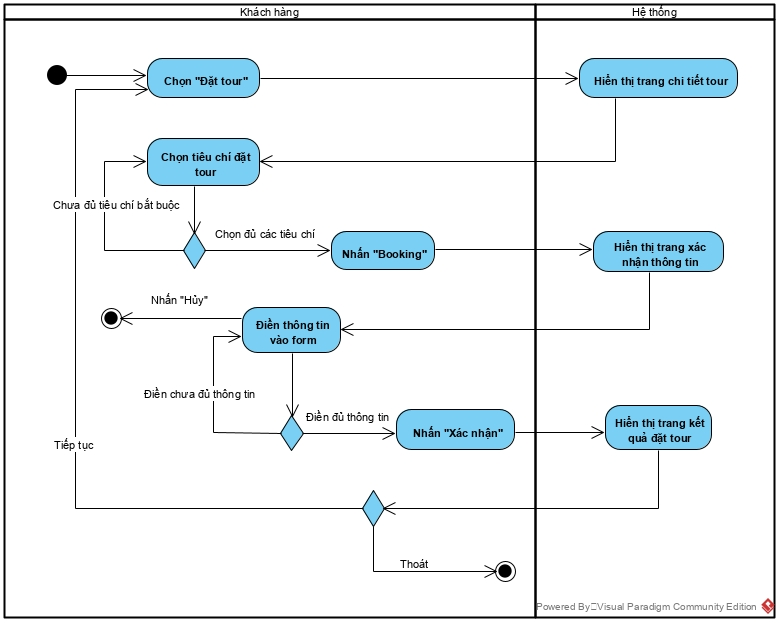 Khách hàng
Hệ thống
Chọn "Đặt tour"
Hiển thị trang chi tiết tour
Chọn tiêu chí đặt
tour
Chưa đủ tiêu chí bắt buộc
Chọn đủ các tiêu chí
Nhấn "Booking"
Hiển thị trang xác
nhận thông tin
Nhấn "Hủy"
Điền thông tin
vào form
Điền chưa đủ thông tin
Điền đủ thông tin
Nhấn "Xác nhận"
Hiển thị trang kết
quả đặt tour
Tiếp tục
Thoát
Powered By Visual Paradigm Community Edition